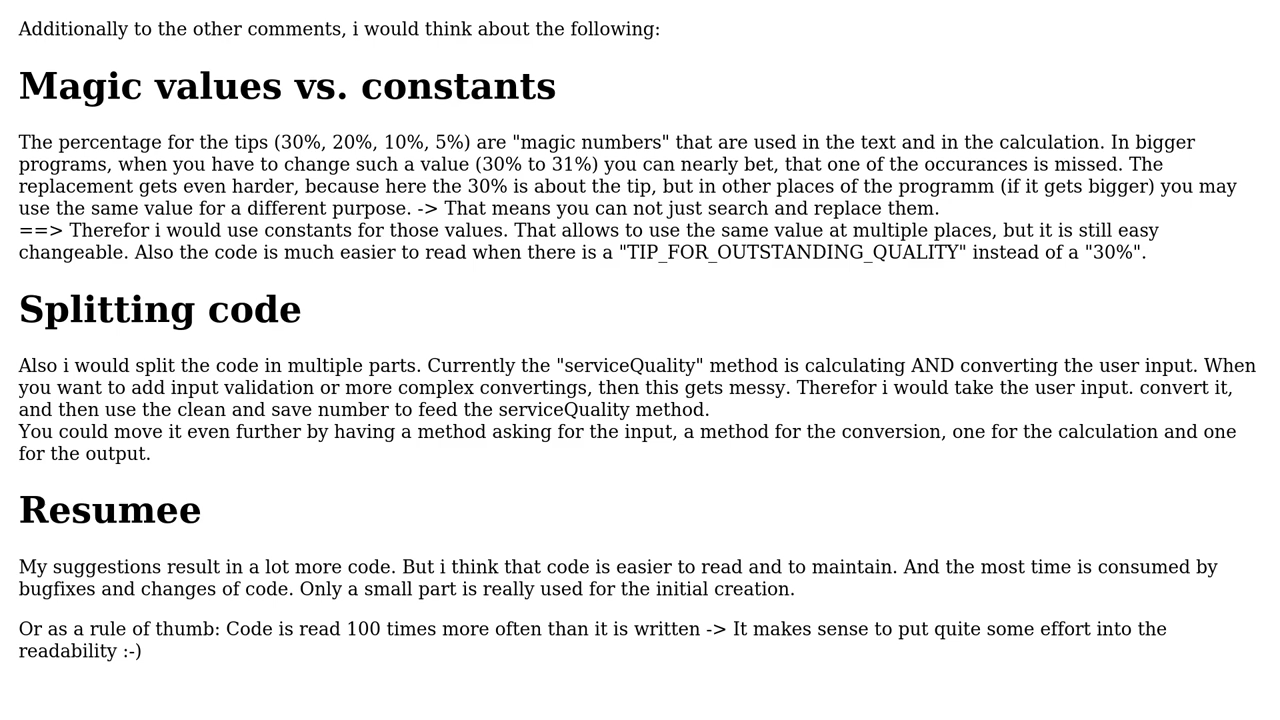 Additionally to the other comments, i would think about the following:
Magic values vs. constants
The percentage for the tips (30%, 20%, 10%, 5%) are "magic numbers" that are used in the text and in the calculation. In bigger
programs, when you have to change such a value (30% to 31%) you can nearly bet, that one of the occurances is missed. The
replacement gets even harder, because here the 30% is about the tip, but in other places of the programm (if it gets bigger) you may
use the same value for a different purpose. -> That means you can not just search and replace them.
==> Therefor i would use constants for those values. That allows to use the same value at multiple places, but it is still easy
changeable. Also the code is much easier to read when there is a "TIP_FOR_OUTSTANDING_QUALITY" instead of a "30%".
Splitting code
Also i would split the code in multiple parts. Currently the "serviceQuality" method is calculating AND converting the user input. When
you want to add input validation or more complex convertings, then this gets messy. Therefor i would take the user input. convert it,
and then use the clean and save number to feed the serviceQuality method.
You could move it even further by having a method asking for the input, a method for the conversion, one for the calculation and one
for the output.
Resumee
My suggestions result in a lot more code. But i think that code is easier to read and to maintain. And the most time is consumed by
bugfixes and changes of code. Only a small part is really used for the initial creation.
Or as a rule of thumb: Code is read 100 times more often than it is written -> It makes sense to put quite some effort into the
readability :-)